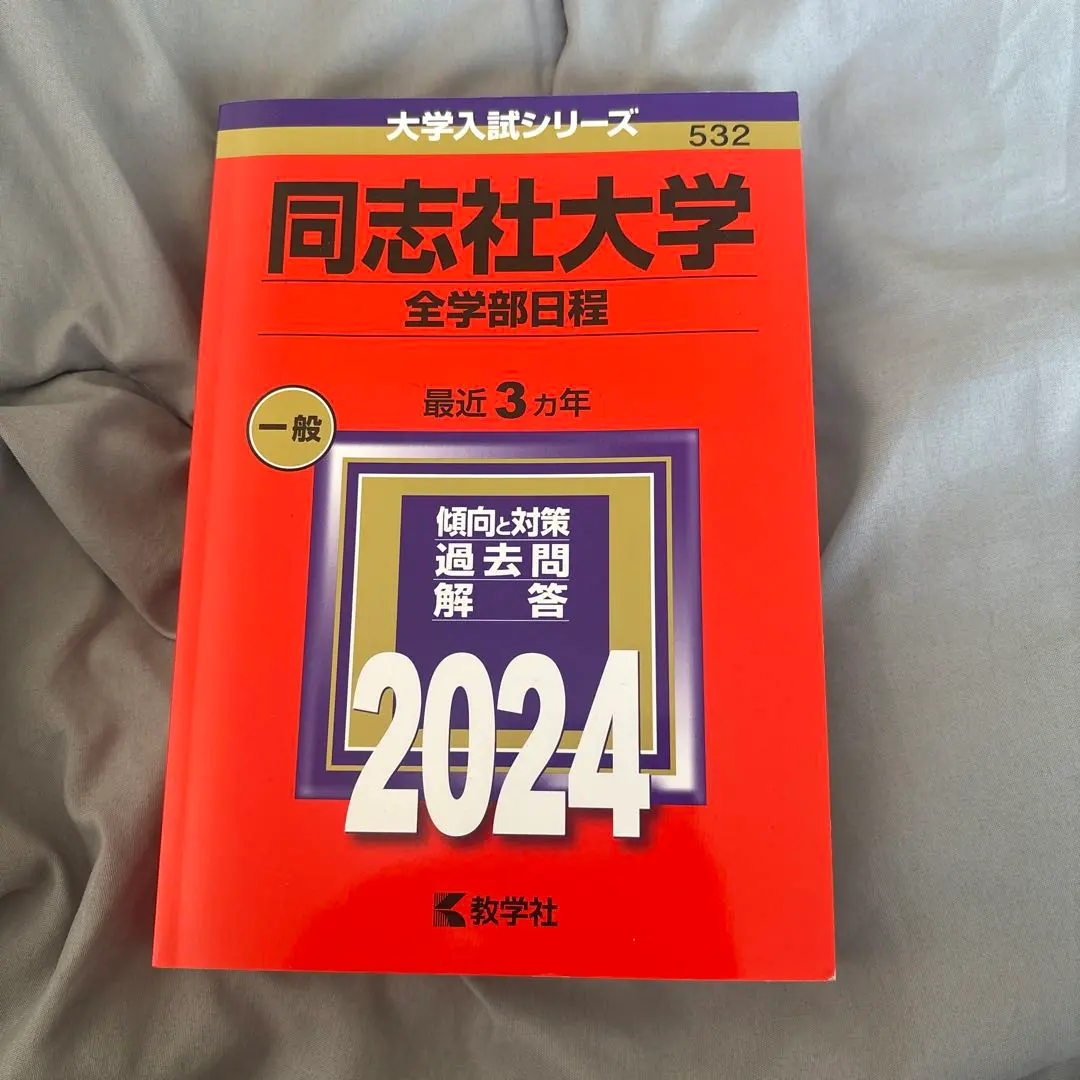 大学入試シリーズ
532
同志社大学
全学部日程
最近3カ年
一般
傾向と対策
過去問
解答
2024
教学社